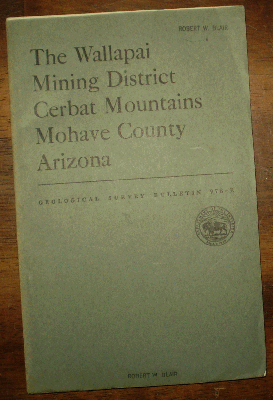 ROBERT W. BLAIR
The Wallapai
Mining District
Cerbat Mountains
Mohave County
Arizona
GEOLOGICAL SURVEY BULLETIN 978-E
ROBERT W. BLAIR